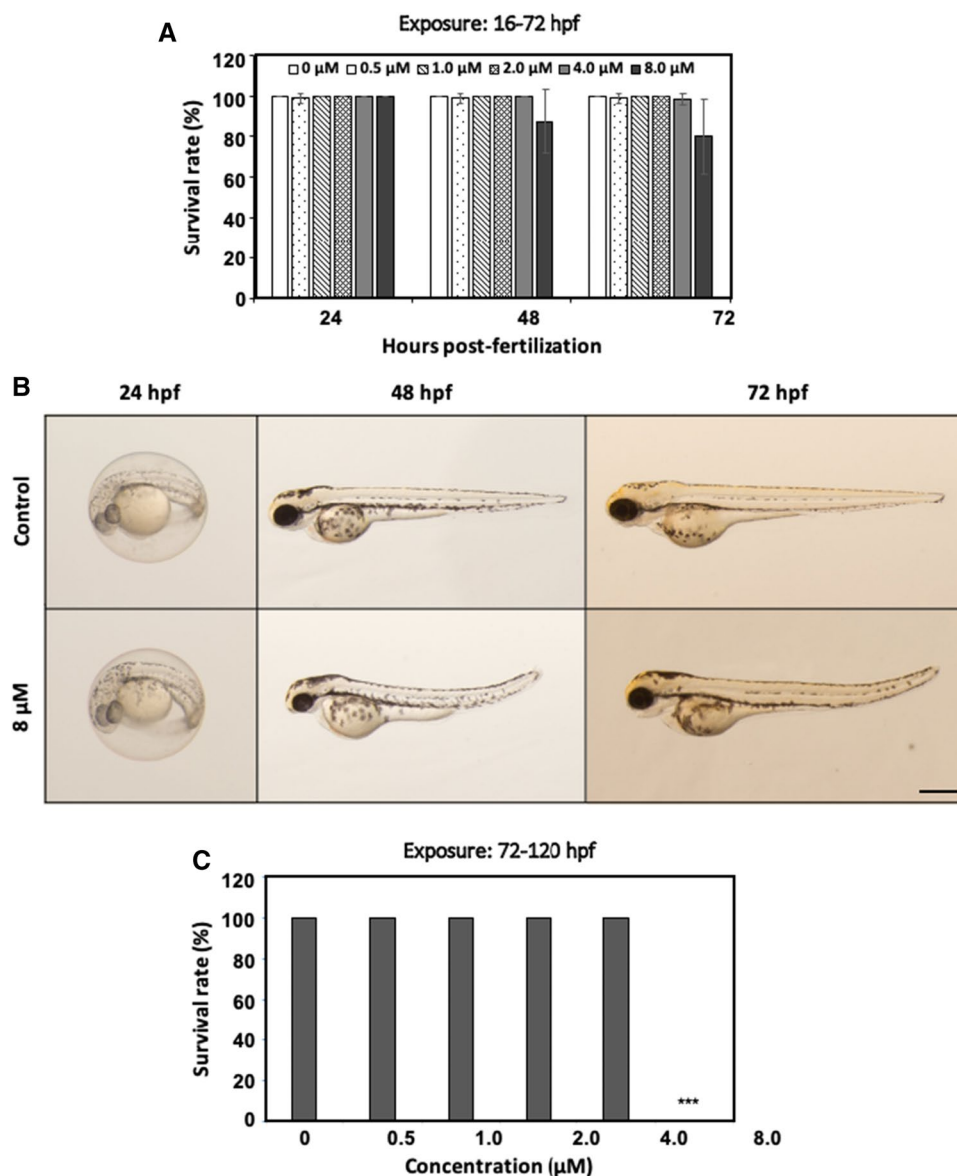 A
Exposure: 16-72 hpf
0 µM 0.5 µM 1.0 µM 2.0 µM 4.0 µM 8.0 µM
120
100
80
60
40
20
0
Survival rate (%)
24 48 72
Hours post-fertilization
B
24 hpf 48 hpf 72 hpf
Control
8 µM
C
Exposure: 72-120 hpf
120
100
80
60
40
20
0
Survival rate (%)
***
0 0.5 1.0 2.0 4.0 8.0
Concentration (µM)